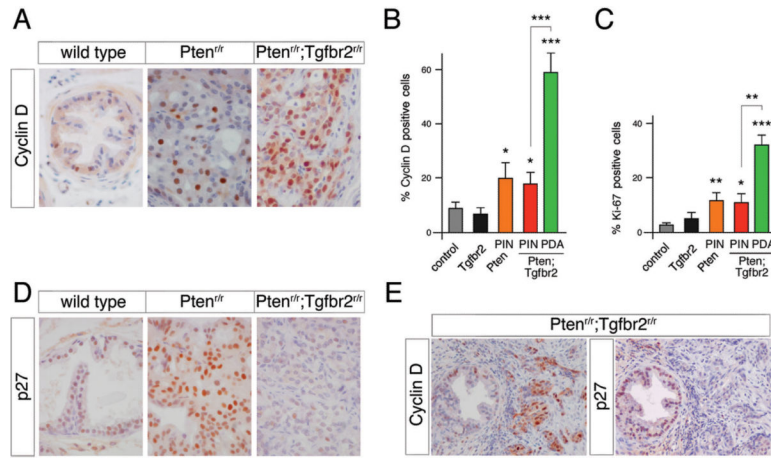 A
wild type
Pten^r/r
Pten^r/r;Tgfbr2^r/r
Cyclin D
B
% Cyclin D positive cells
60
40
20
0
***
***
*
*
control
Tgfbr2
PIN
Pten
PIN PDA
Pten;
Tgfbr2
C
% Ki-67 positive cells
40
20
0
**
***
**
*
control
Tgfbr2
PIN
Pten
PIN PDA
Pten;
Tgfbr2
D
wild type
Pten^r/r
Pten^r/r;Tgfbr2^r/r
p27
E
Pten^r/r;Tgfbr2^r/r
Cyclin D
p27